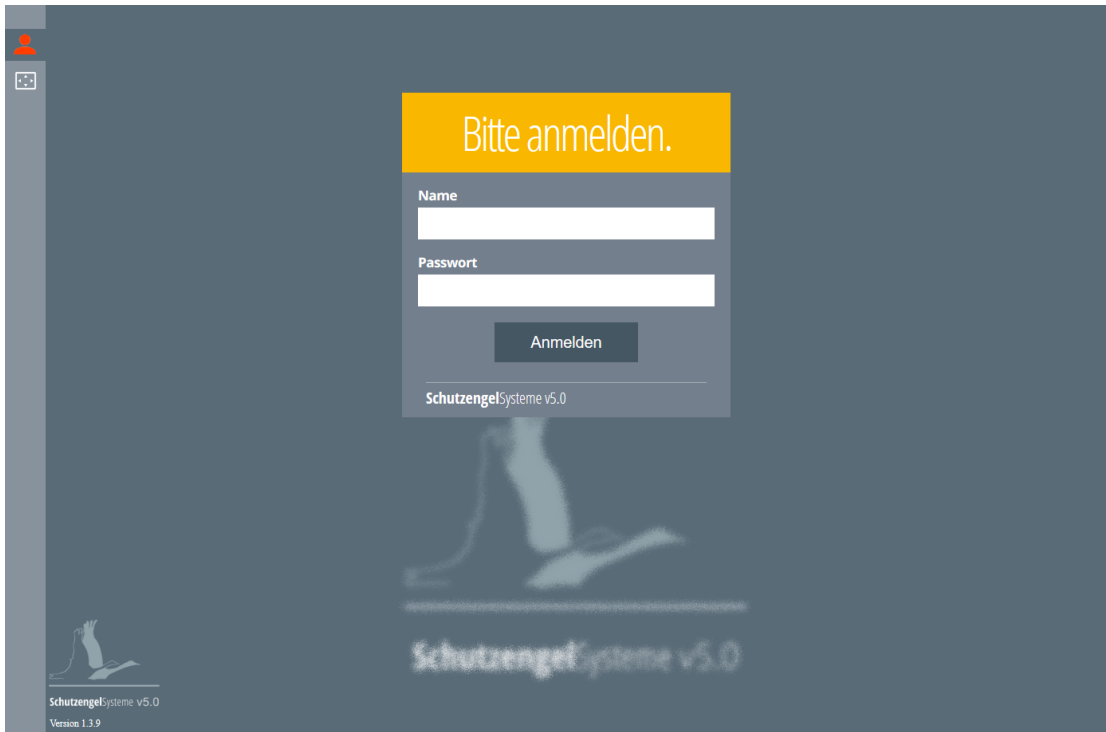 Bitte anmelden.
Name
Passwort
Anmelden
SchutzengelSysteme v5.0
SchutzengelSysteme v5.0
SchutzengelSysteme v5.0
Version 1.3.9